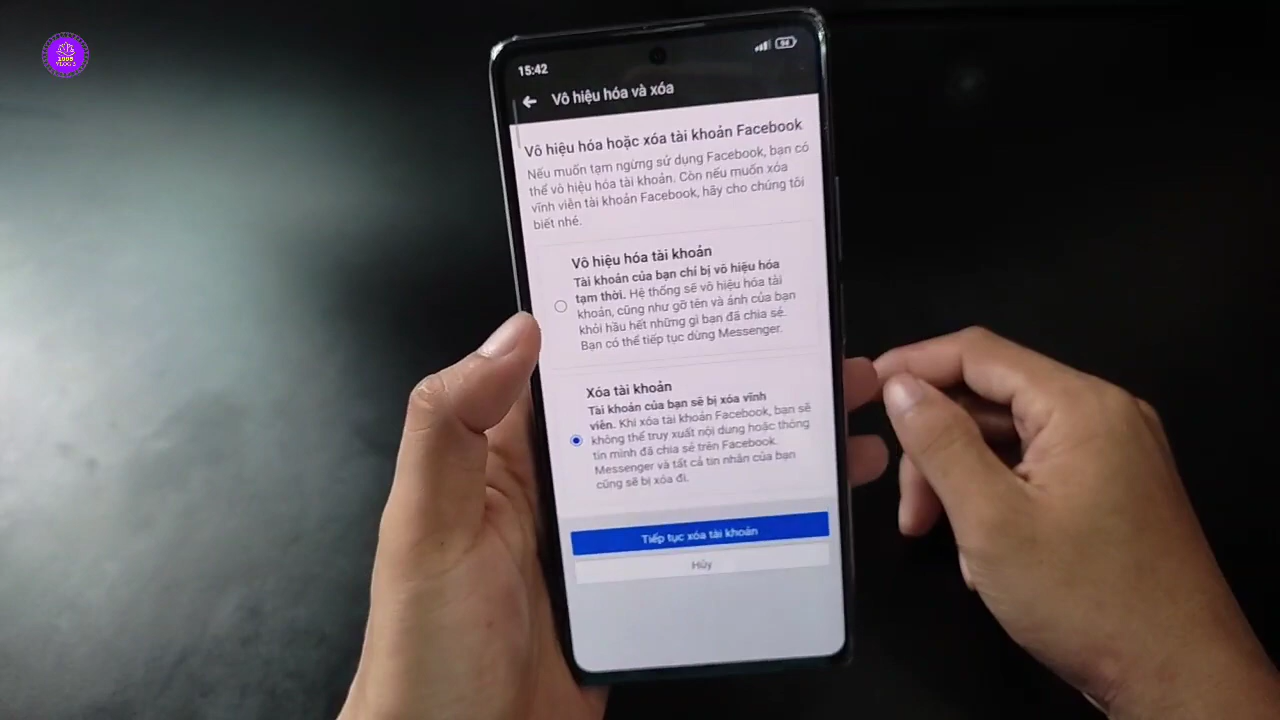 1995
VLOG S
15:42
94
Vô hiệu hóa và xóa
Vô hiệu hóa hoặc xóa tài khoản Facebook
Nếu muốn tạm ngừng sử dụng Facebook, bạn có
thể vô hiệu hóa tài khoản. Còn nếu muốn xóa
vĩnh viễn tài khoản Facebook, hãy cho chúng tôi
biết nhé.
Vô hiệu hóa tài khoản
Tài khoản của bạn chỉ bị vô hiệu hóa
tạm thời. Hệ thống sẽ vô hiệu hóa tài
khoản, cũng như gỡ tên và ảnh của bạn
khỏi hầu hết những gì bạn đã chia sẻ.
Bạn có thể tiếp tục dùng Messenger.
Xóa tài khoản
Tài khoản của bạn sẽ bị xóa vĩnh
viễn. Khi xóa tài khoản Facebook, bạn sẽ
không thể truy xuất nội dung hoặc thông
tin mình đã chia sẻ trên Facebook.
Messenger và tất cả tin nhắn của bạn
cũng sẽ bị xóa đi.
Tiếp tục xóa tài khoản
Hủy